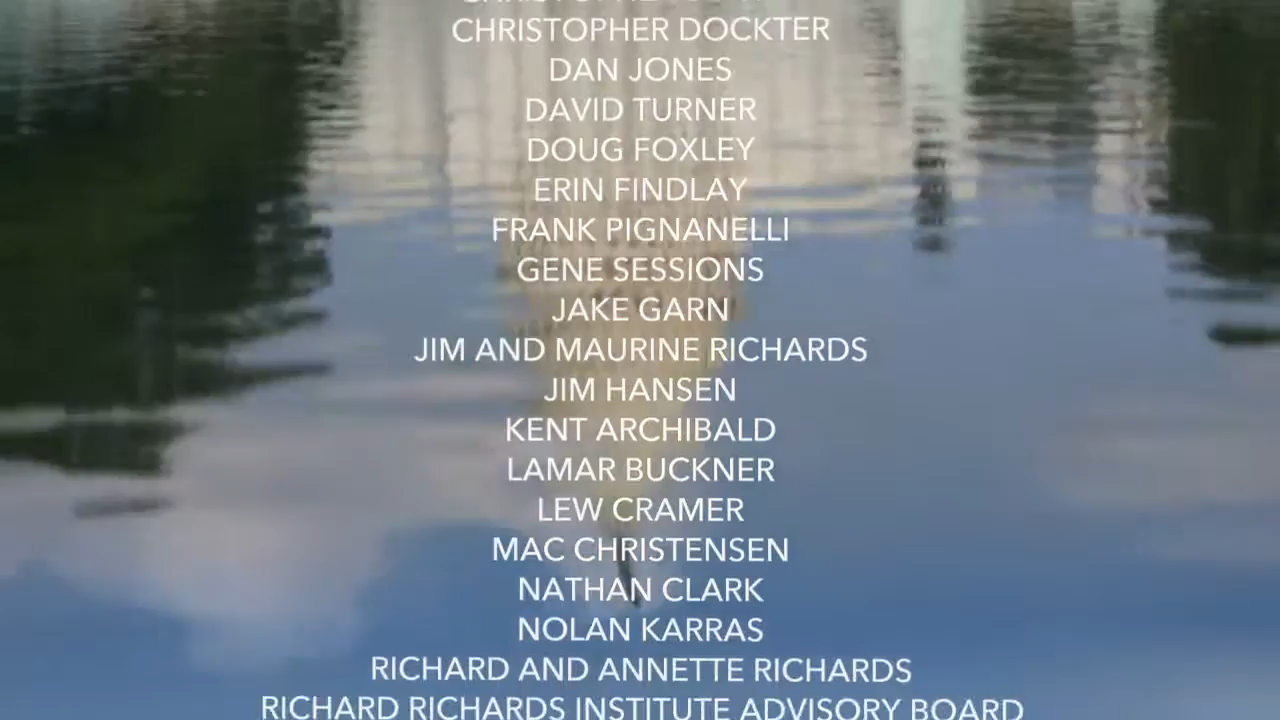 CHRISTOPHER DOCKTER
DAN JONES
DAVID TURNER
DOUG FOXLEY
ERIN FINDLAY
FRANK PIGNANELLI
GENE SESSIONS
JAKE GARN
JIM AND MAURINE RICHARDS
JIM HANSEN
KENT ARCHIBALD
LAMAR BUCKNER
LEW CRAMER
MAC CHRISTENSEN
NATHAN CLARK
NOLAN KARRAS
RICHARD AND ANNETTE RICHARDS
RICHARD RICHARDS INSTITUTE ADVISORY BOARD